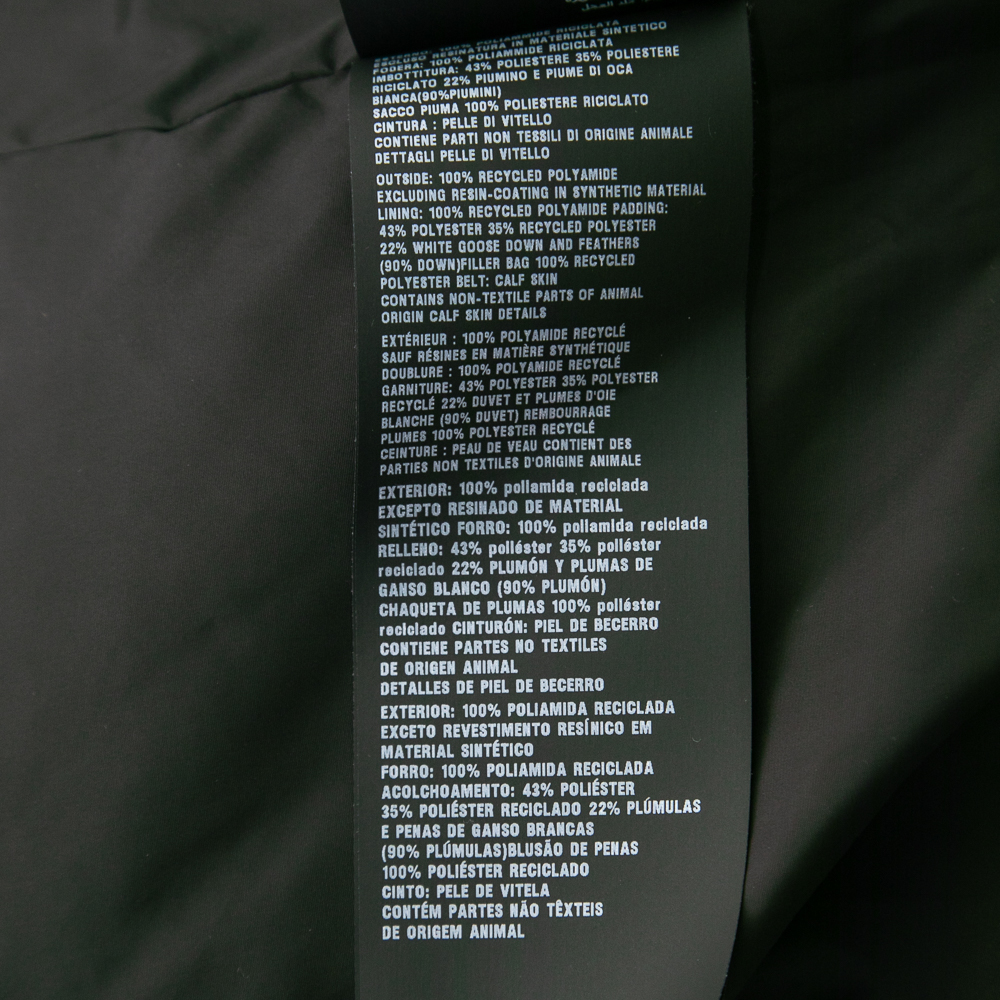 100% POLIAMMIDE RICICLATA
ESCLUSO RESINATURA IN MATERIALE SINTETICO
FODERA: 100% POLIAMMIDE RICICLATA
IMBOTTITURA: 43% POLIESTERE 35% POLIESTERE
RICICLATO 22% PIUMINO E PIUME DI OCA
BIANCA(90%PIUMINI)
SACCO PIUMA 100% POLIESTERE RICICLATO
CINTURA : PELLE DI VITELLO
CONTIENE PARTI NON TESSILI DI ORIGINE ANIMALE
DETTAGLI PELLE DI VITELLO
OUTSIDE: 100% RECYCLED POLYAMIDE
EXCLUDING RESIN-COATING IN SYNTHETIC MATERIAL
LINING: 100% RECYCLED POLYAMIDE PADDING:
43% POLYESTER 35% RECYCLED POLYESTER
22% WHITE GOOSE DOWN AND FEATHERS
(90% DOWN)FILLER BAG 100% RECYCLED
POLYESTER BELT: CALF SKIN
CONTAINS NON-TEXTILE PARTS OF ANIMAL
ORIGIN CALF SKIN DETAILS
EXTÉRIEUR : 100% POLYAMIDE RECYCLÉ
SAUF RÉSINES EN MATIÈRE SYNTHÉTIQUE
DOUBLURE : 100% POLYAMIDE RECYCLÉ
GARNITURE: 43% POLYESTER 35% POLYESTER
RECYCLÉ 22% DUVET ET PLUMES D'OIE
BLANCHE (90% DUVET) REMBOURRAGE
PLUMES 100% POLYESTER RECYCLÉ
CEINTURE : PEAU DE VEAU CONTIENT DES
PARTIES NON TEXTILES D'ORIGINE ANIMALE
EXTERIOR: 100% poliamida reciclada
EXCEPTO RESINADO DE MATERIAL
SINTÉTICO FORRO: 100% poliamida reciclada
RELLENO: 43% poliéster 35% poliéster
reciclado 22% PLUMÓN Y PLUMAS DE
GANSO BLANCO (90% PLUMÓN)
CHAQUETA DE PLUMAS 100% poliéster
reciclado CINTURÓN: PIEL DE BECERRO
CONTIENE PARTES NO TEXTILES
DE ORIGEN ANIMAL
DETALLES DE PIEL DE BECERRO
EXTERIOR: 100% POLIAMIDA RECICLADA
EXCETO REVESTIMENTO RESÍNICO EM
MATERIAL SINTÉTICO
FORRO: 100% POLIAMIDA RECICLADA
ACOLCHOAMENTO: 43% POLIÉSTER
35% POLIÉSTER RECICLADO 22% PLÚMULAS
E PENAS DE GANSO BRANCAS
(90% PLÚMULAS)BLUSÃO DE PENAS
100% POLIÉSTER RECICLADO
CINTO: PELE DE VITELA
CONTÉM PARTES NÃO TÊXTEIS
DE ORIGEM ANIMAL